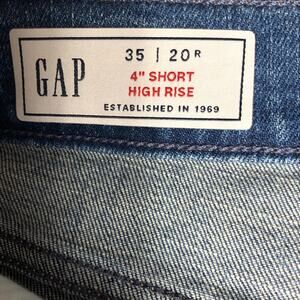 GAP
35 | 20R
4" SHORT
HIGH RISE
ESTABLISHED IN 1969